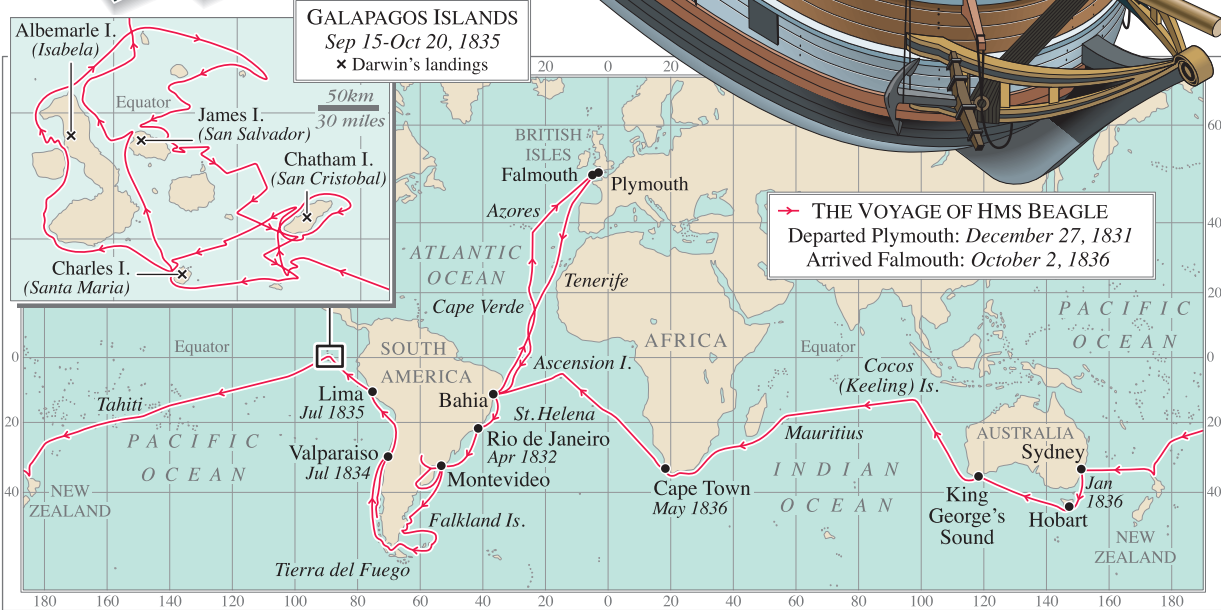 GALAPAGOS ISLANDS
Sep 15-Oct 20, 1835
× Darwin's landings
Albemarle I.
(Isabela)
Equator
50km
30 miles
James I.
(San Salvador)
Chatham I.
(San Cristobal)
Charles I.
(Santa Maria)
20
0
20
60
40
20
0
20
40
BRITISH
ISLES
Falmouth
Plymouth
THE VOYAGE OF HMS BEAGLE
Departed Plymouth: December 27, 1831
Arrived Falmouth: October 2, 1836
Azores
ATLANTIC
OCEAN
Tenerife
Cape Verde
PACIFIC
OCEAN
AFRICA
Equator
SOUTH
AMERICA
Equator
Ascension I.
Cocos
(Keeling) Is.
Lima
Jul 1835
Bahia
Tahiti
St. Helena
Mauritius
PACIFIC
OCEAN
Rio de Janeiro
Apr 1832
AUSTRALIA
Sydney
Jan
1836
Valparaiso
Jul 1834
Montevideo
INDIAN
OCEAN
Cape Town
May 1836
King
George's
Sound
Hobart
NEW
ZEALAND
Falkland Is.
NEW
ZEALAND
Tierra del Fuego
0
20
40
180
160
140
120
100
80
60
40
20
0
20
40
60
80
100
120
140
160
180